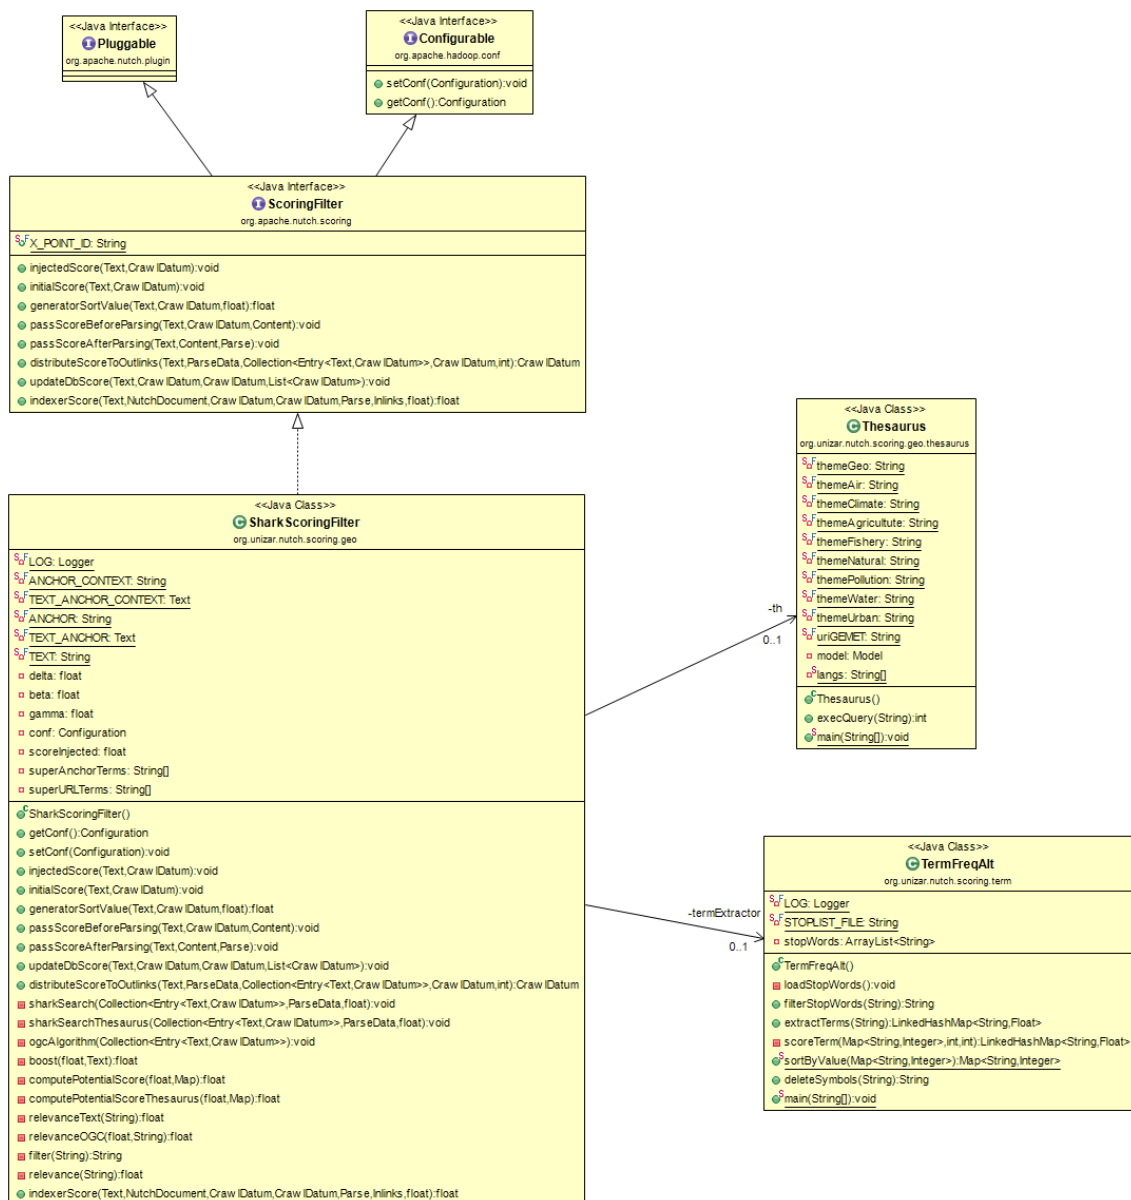 <<Java Interface>>
Pluggable
org.apache.nutch.plugin
<<Java Interface>>
Configurable
org.apache.hadoop.conf
setConf(Configuration):void
getConf():Configuration
<<Java Interface>>
ScoringFilter
org.apache.nutch.scoring
X_POINT_ID: String
injectedScore(Text,CrawlDatum):void
initialScore(Text,CrawlDatum):void
generatorSortValue(Text,CrawlDatum,float):float
passScoreBeforeParsing(Text,CrawlDatum,Content):void
passScoreAfterParsing(Text,Content,Parse):void
distributeScoreToOutlinks(Text,ParseData,Collection<Entry<Text,CrawlDatum>>,CrawlDatum,int):CrawlDatum
updateDbScore(Text,CrawlDatum,CrawlDatum,List<CrawlDatum>):void
indexerScore(Text,NutchDocument,CrawlDatum,CrawlDatum,Parse,Inlinks,float):float
<<Java Class>>
SharkScoringFilter
org.unizar.nutch.scoring.geo
LOG: Logger
ANCHOR_CONTEXT: String
TEXT_ANCHOR_CONTEXT: Text
ANCHOR: String
TEXT_ANCHOR: Text
TEXT: String
delta: float
beta: float
gamma: float
conf: Configuration
scoreInjected: float
superAnchorTerms: String[]
superURLTerms: String[]
SharkScoringFilter()
getConf():Configuration
setConf(Configuration):void
injectedScore(Text,CrawlDatum):void
initialScore(Text,CrawlDatum):void
generatorSortValue(Text,CrawlDatum,float):float
passScoreBeforeParsing(Text,CrawlDatum,Content):void
passScoreAfterParsing(Text,Content,Parse):void
updateDbScore(Text,CrawlDatum,CrawlDatum,List<CrawlDatum>):void
distributeScoreToOutlinks(Text,ParseData,Collection<Entry<Text,CrawlDatum>>,CrawlDatum,int):CrawlDatum
sharkSearch(Collection<Entry<Text,CrawlDatum>>,ParseData,float):void
sharkSearchThesaurus(Collection<Entry<Text,CrawlDatum>>,ParseData,float):void
ogcAlgorithm(Collection<Entry<Text,CrawlDatum>>):void
boost(float,Text):float
computePotentialScore(float,Map):float
computePotentialScoreThesaurus(float,Map):float
relevanceText(String):float
relevanceOGC(float,String):float
filter(String):String
relevance(String):float
indexerScore(Text,NutchDocument,CrawlDatum,CrawlDatum,Parse,Inlinks,float):float
-th
0..1
<<Java Class>>
Thesaurus
org.unizar.nutch.scoring.geo.thesaurus
themeGeo: String
themeAir: String
themeClimate: String
themeAgricultute: String
themeFishery: String
themeNatural: String
themePollution: String
themeWater: String
themeUrban: String
uriGEMET: String
model: Model
langs: String[]
Thesaurus()
execQuery(String):int
main(String[]):void
-termExtractor
0..1
<<Java Class>>
TermFreqAlt
org.unizar.nutch.scoring.term
LOG: Logger
STOPLIST_FILE: String
stopWords: ArrayList<String>
TermFreqAlt()
loadStopWords():void
filterStopWords(String):String
extractTerms(String):LinkedHashMap<String,Float>
scoreTerm(Map<String,Integer>,int,int):LinkedHashMap<String,Float>
sortByValue(Map<String,Integer>):Map<String,Integer>
deleteSymbols(String):String
main(String[]):void